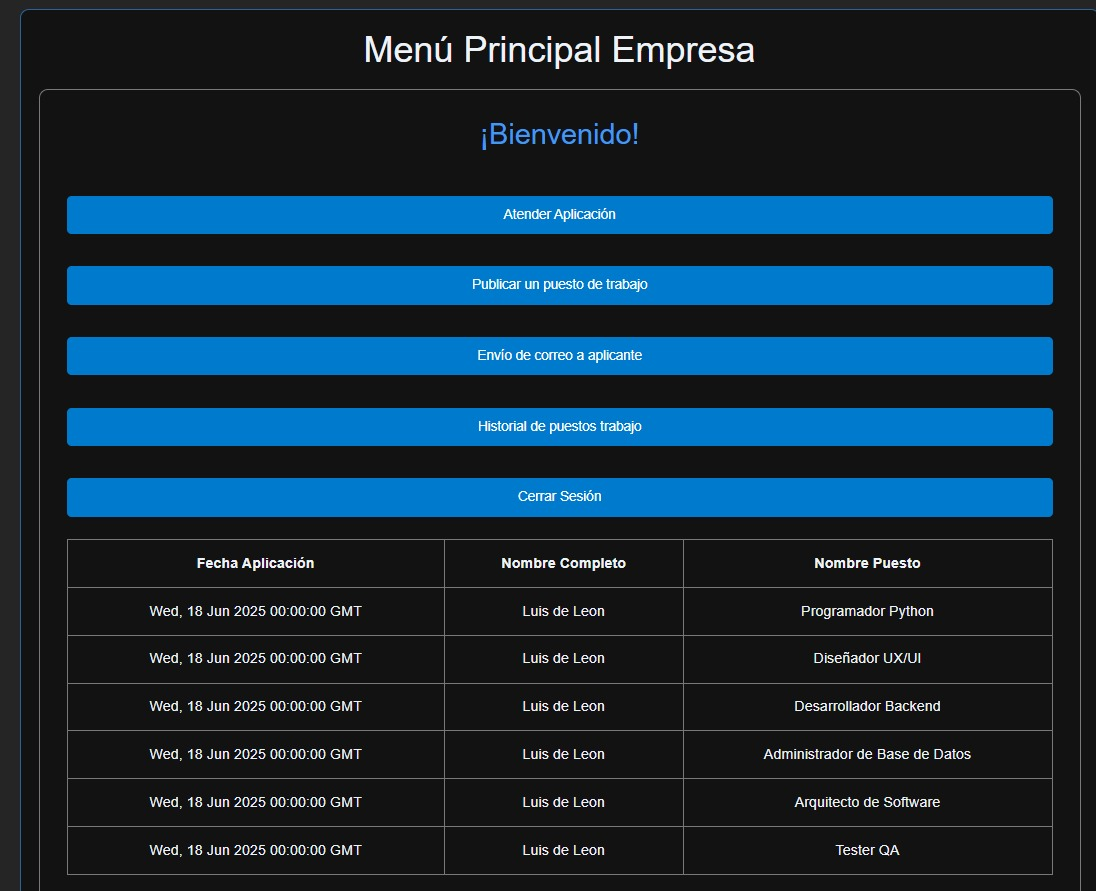 Menú Principal Empresa
¡Bienvenido!
Atender Aplicación
Publicar un puesto de trabajo
Envío de correo a aplicante
Historial de puestos trabajo
Cerrar Sesión
Fecha Aplicación Nombre Completo Nombre Puesto
Wed, 18 Jun 2025 00:00:00 GMT Luis de Leon Programador Python
Wed, 18 Jun 2025 00:00:00 GMT Luis de Leon Diseñador UX/UI
Wed, 18 Jun 2025 00:00:00 GMT Luis de Leon Desarrollador Backend
Wed, 18 Jun 2025 00:00:00 GMT Luis de Leon Administrador de Base de Datos
Wed, 18 Jun 2025 00:00:00 GMT Luis de Leon Arquitecto de Software
Wed, 18 Jun 2025 00:00:00 GMT Luis de Leon Tester QA